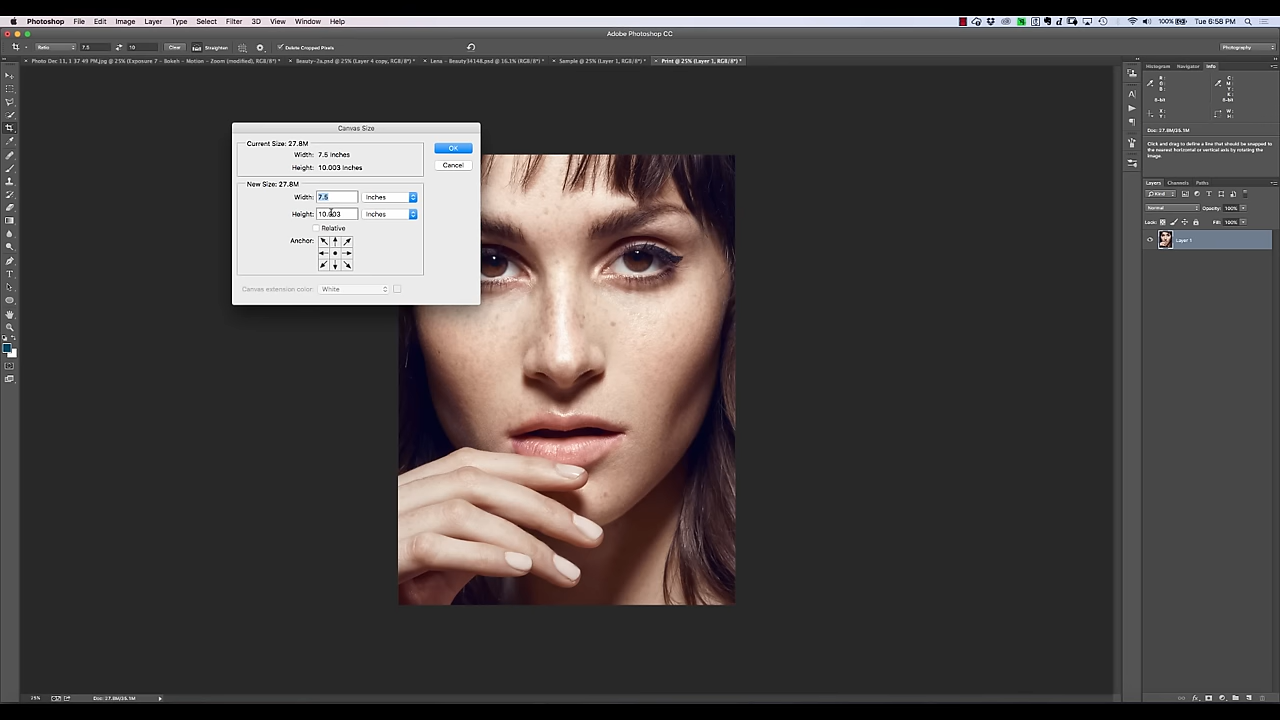 Photoshop File Edit Image Layer Type Select Filter 3D View Window Help 100% Tue 6:58 PM
Adobe Photoshop CC
Ratio 7.5 10 Clear Straighten Delete Cropped Pixels Photography
Photo Dec 11, 1 37 49 PM.jpg @ 25% (Exposure 7 - Bokeh - Motion - Zoom (modified), RGB/8*) * Beauty-2a.psd @ 25% (Layer 4 copy, RGB/8*) * Lena - Beauty34148.psd @ 16.1% (RGB/8*) * Sample @ 25% (Layer 1, RGB/8*) * Print @ 25% (Layer 1, RGB/8*) *
Histogram Navigator Info
R: C:
G: M:
B: Y:
K:
8-bit 8-bit
X: W:
Y: H:
Doc: 27.8M/35.1M
Click and drag to define a line that should be snapped to the nearest horizontal or vertical axis by rotating the image.
Layers Channels Paths
Kind
Normal Opacity: 100%
Lock: Fill: 100%
Layer 1
Canvas Size
Current Size: 27.8M
Width: 7.5 Inches
Height: 10.003 Inches
OK
Cancel
New Size: 27.8M
Width: 7.5 Inches
Height: 10.003 Inches
Relative
Anchor:
Canvas extension color: White
25% Doc: 27.8M/35.1M